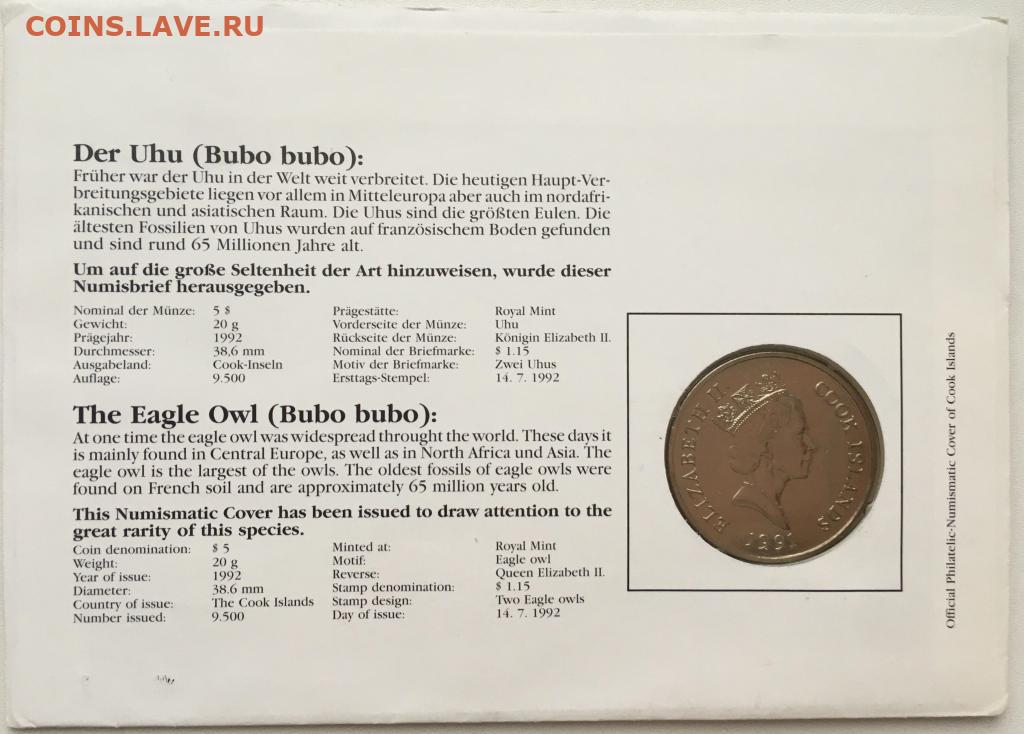 COINS.LAVE.RU
Der Uhu (Bubo bubo):
Früher war der Uhu in der Welt weit verbreitet. Die heutigen Haupt-Ver-
breitungsgebiete liegen vor allem in Mitteleuropa aber auch im nordafri-
kanischen und asiatischen Raum. Die Uhus sind die größten Eulen. Die
ältesten Fossilien von Uhus wurden auf französischem Boden gefunden
und sind rund 65 Millionen Jahre alt.
Um auf die große Seltenheit der Art hinzuweisen, wurde dieser
Numisbrief herausgegeben.
Nominal der Münze: 5 $ Prägestätte: Royal Mint
Gewicht: 20 g Vorderseite der Münze: Uhu
Prägejahr: 1992 Rückseite der Münze: Königin Elizabeth II.
Durchmesser: 38,6 mm Nominal der Briefmarke: $ 1.15
Ausgabeland: Cook-Inseln Motiv der Briefmarke: Zwei Uhus
Auflage: 9.500 Ersttags-Stempel: 14. 7. 1992
The Eagle Owl (Bubo bubo):
At one time the eagle owl was widespread throught the world. These days it
is mainly found in Central Europe, as well as in North Africa und Asia. The
eagle owl is the largest of the owls. The oldest fossils of eagle owls were
found on French soil and are approximately 65 million years old.
This Numismatic Cover has been issued to draw attention to the
great rarity of this species.
Coin denomination: $ 5 Minted at: Royal Mint
Weight: 20 g Motif: Eagle owl
Year of issue: 1992 Reverse: Queen Elizabeth II.
Diameter: 38.6 mm Stamp denomination: $ 1.15
Country of issue: The Cook Islands Stamp design: Two Eagle owls
Number issued: 9.500 Day of issue: 14. 7. 1992
ELIZABETH II COOK ISLANDS
1991
Official Philatelic-Numismatic Cover of Cook Islands